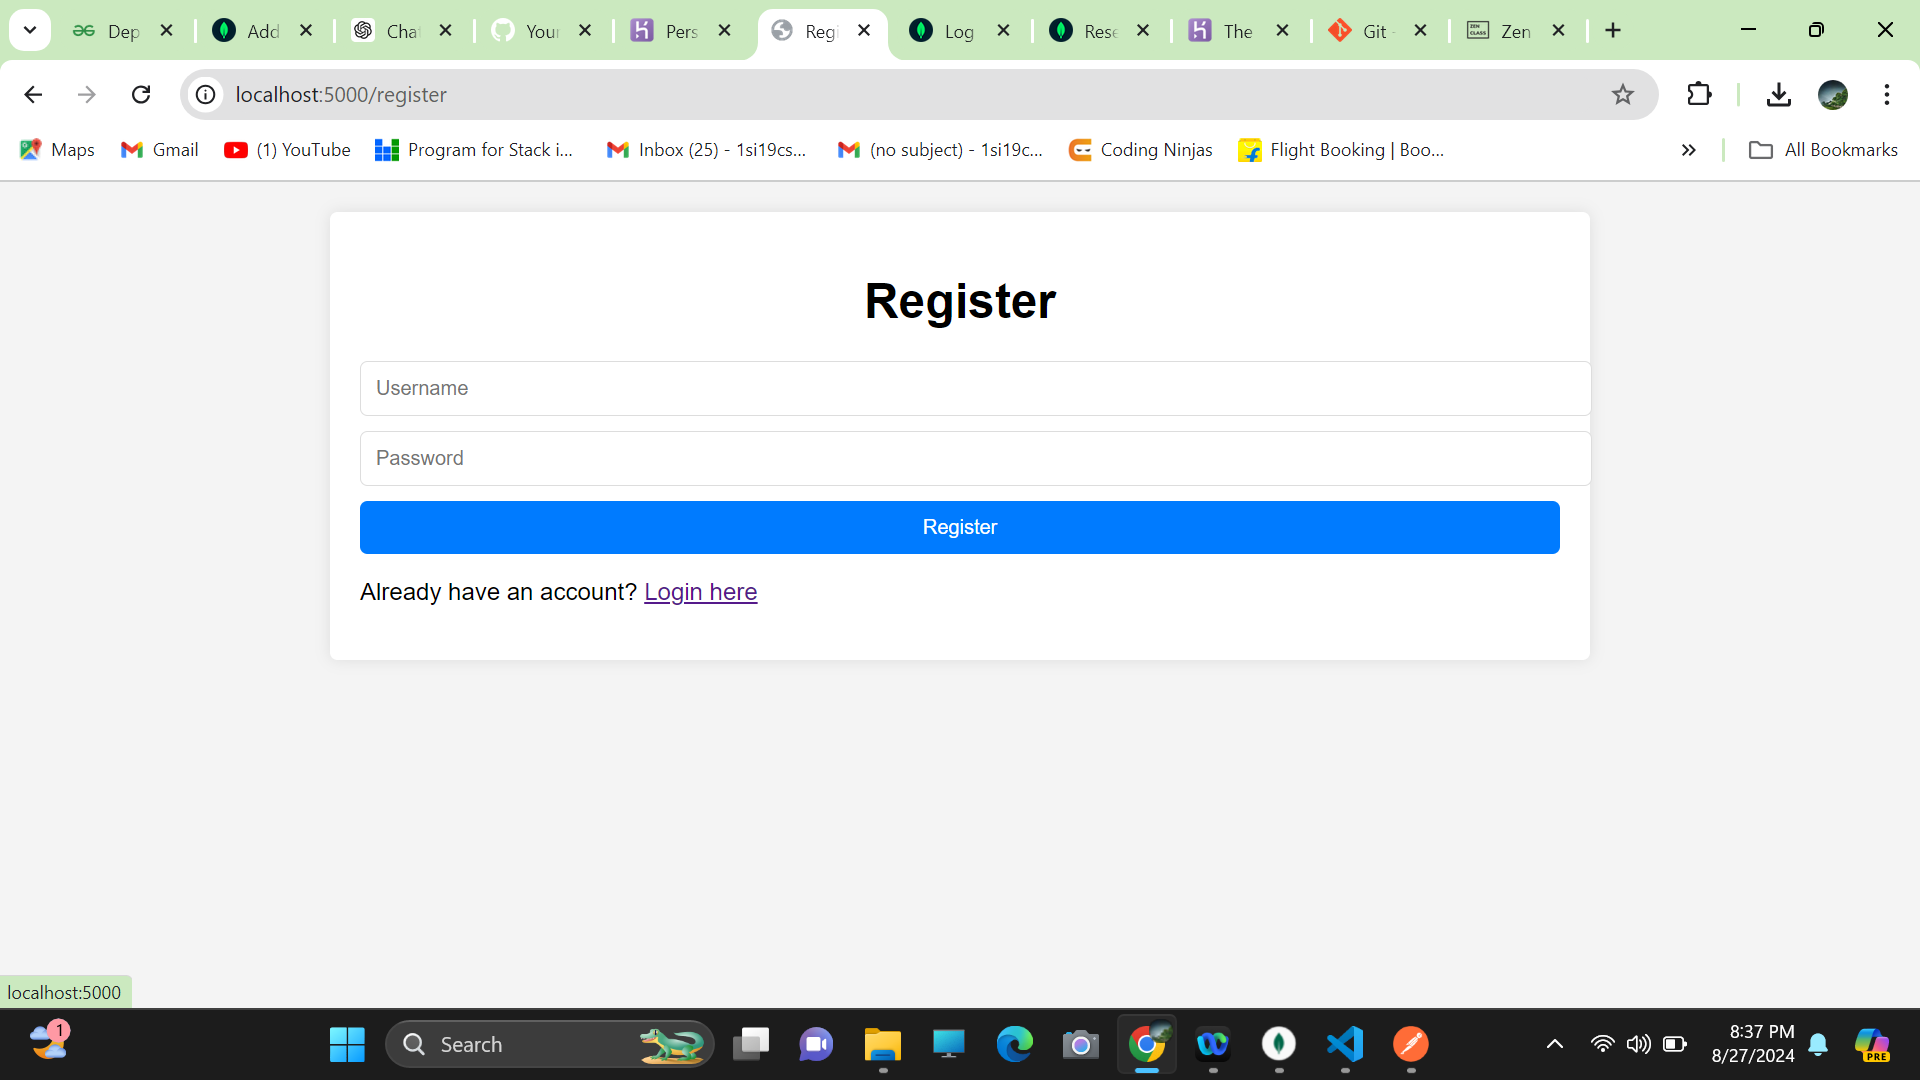 Dep
Add
Cha
Your
Pers
Regi
Log
Rese
The
Git -
Zen
localhost:5000/register
Maps
Gmail
(1) YouTube
Program for Stack i...
Inbox (25) - 1si19cs...
(no subject) - 1si19c...
Coding Ninjas
Flight Booking | Boo...
All Bookmarks
Register
Username
Password
Register
Already have an account? Login here
localhost:5000
1
Search
8:37 PM
8/27/2024
PRE